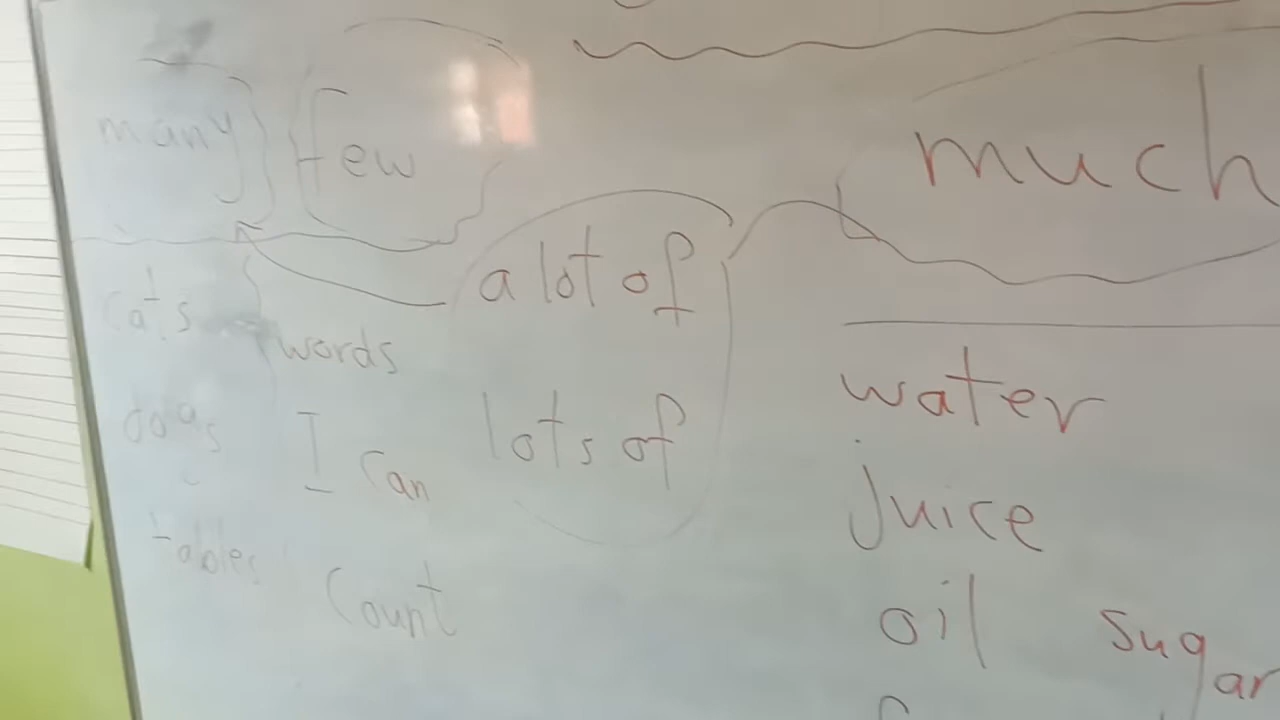 many few
much
a lot of
lots of
cats
dogs
tables
words
I can
count
water
juice
oil sugar